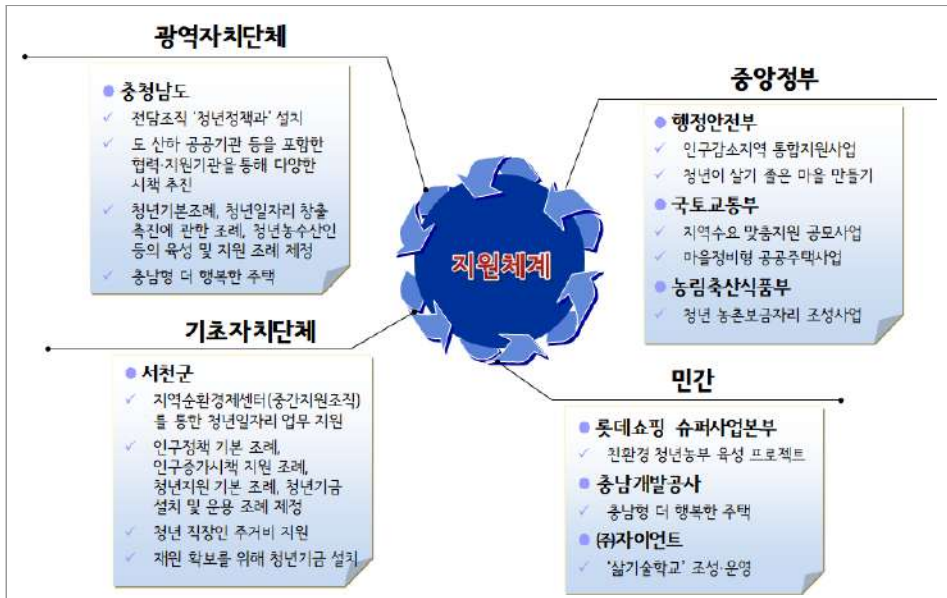 광역자치단체
충청남도
전담조직 '청년정책과' 설치
도 산하 공공기관 등을 포함한
협력·지원기관을 통해 다양한
시책 추진
청년기본조례, 청년일자리 창출
촉진에 관한 조례, 청년농수산인
등의 육성 및 지원 조례 제정
충남형 더 행복한 주택
중앙정부
행정안전부
인구감소지역 통합지원사업
청년이 살기 좋은 마을 만들기
국토교통부
지역수요 맞춤지원 공모사업
마을정비형 공공주택사업
농림축산식품부
청년 농촌보금자리 조성사업
지원체계
기초자치단체
서천군
지역순환경제센터(중간지원조직)
를 통한 청년일자리 업무 지원
인구정책 기본 조례,
인구증가시책 지원 조례,
청년지원 기본 조례, 청년기금
설치 및 운용 조례 제정
청년 직장인 주거비 지원
재원 확보를 위해 청년기금 설치
민간
롯데쇼핑 슈퍼사업본부
친환경 청년농부 육성 프로젝트
충남개발공사
충남형 더 행복한 주택
㈜자이언트
'삶기술학교' 조성·운영